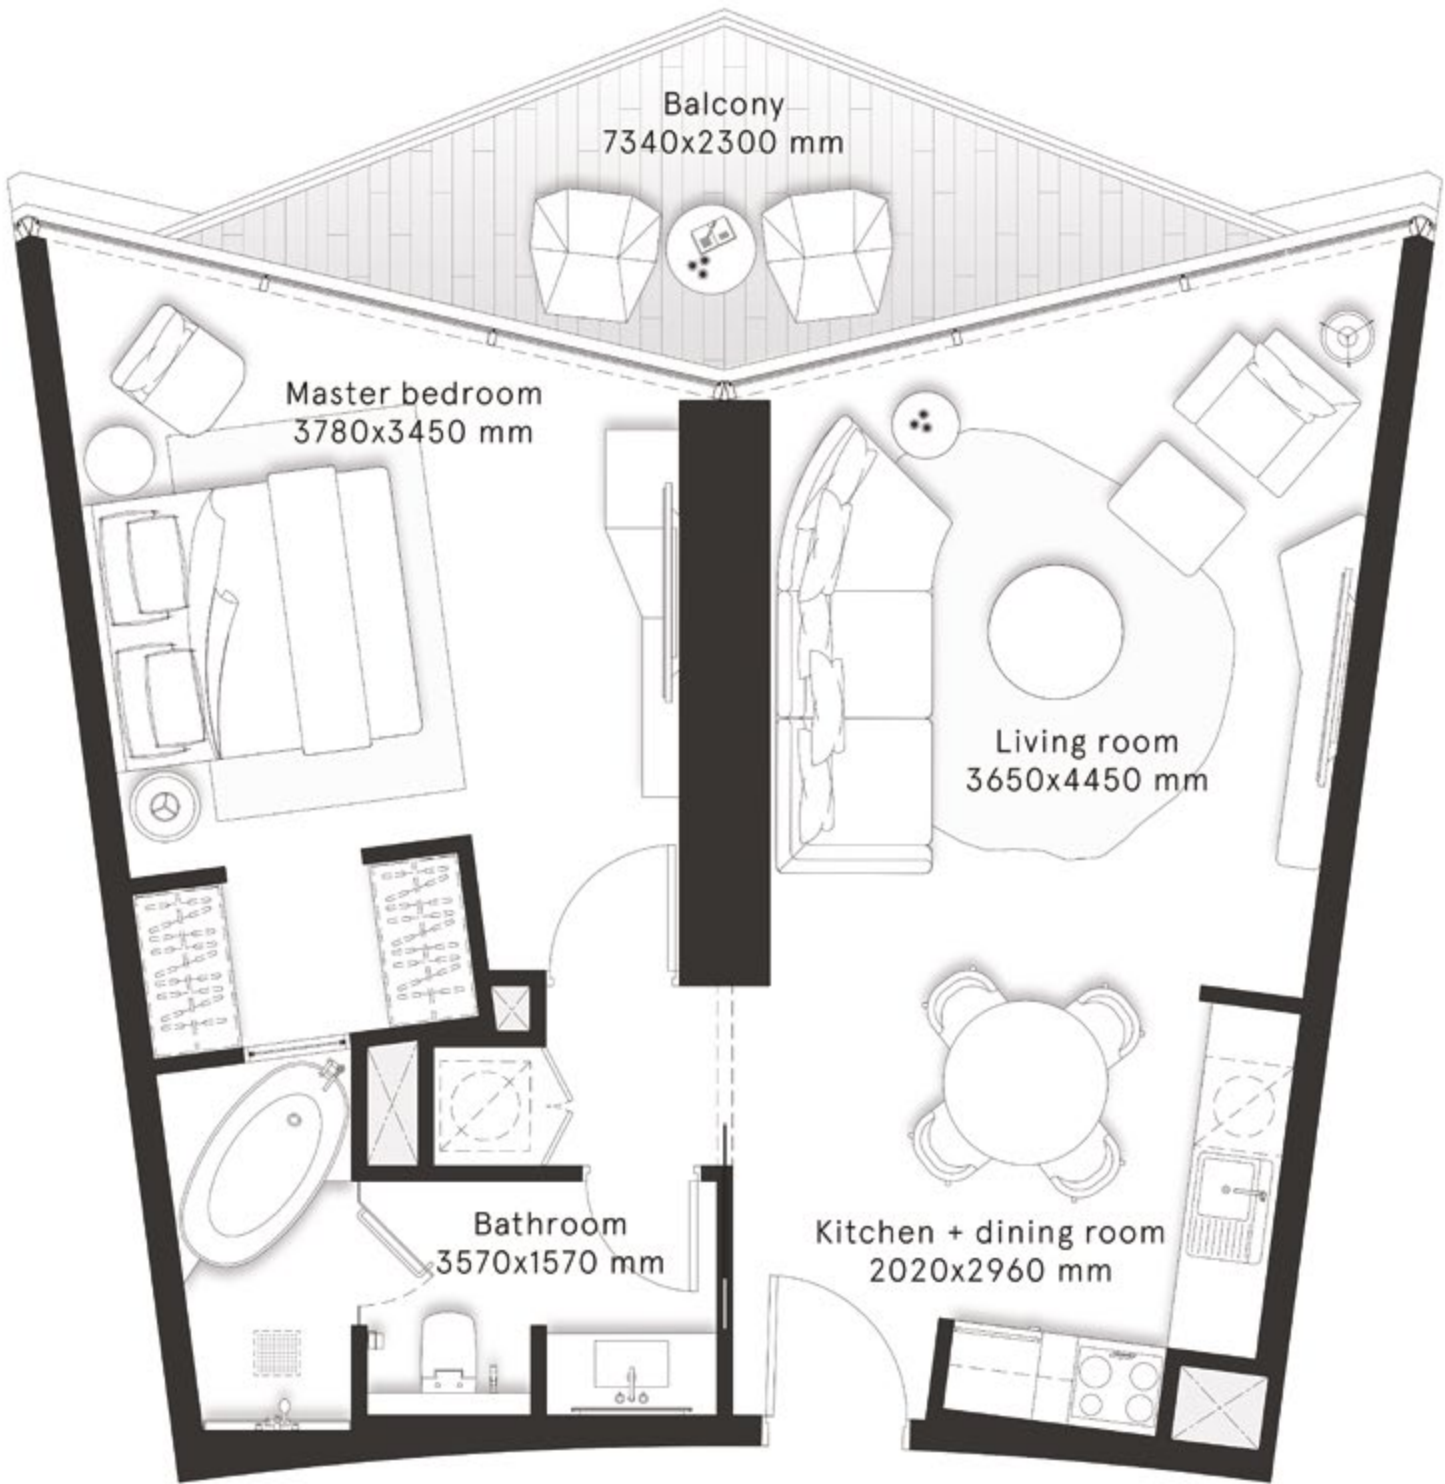 Balcony
7340x2300 mm
Master bedroom
3780x3450 mm
Living room
3650x4450 mm
Bathroom
3570x1570 mm
Kitchen + dining room
2020x2960 mm